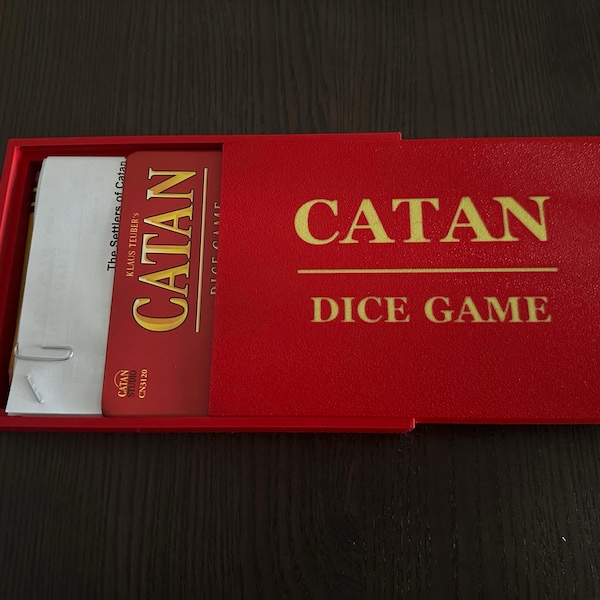 The Settlers of Catan
KLAUS TEUBER'S
CATAN
DICE GAME
CATAN
STUDIO
CN3120
CATAN
DICE GAME